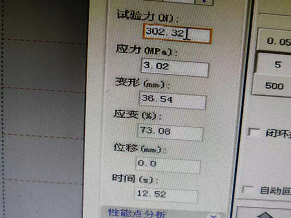 试验力(N):
302.32
应力(MPa):
3.02
变形(mm):
36.54
应变(%):
73.08
位移(mm):
0.0
时间(s):
12.52
性能点分析
0.05
5
500
闭环
自动回